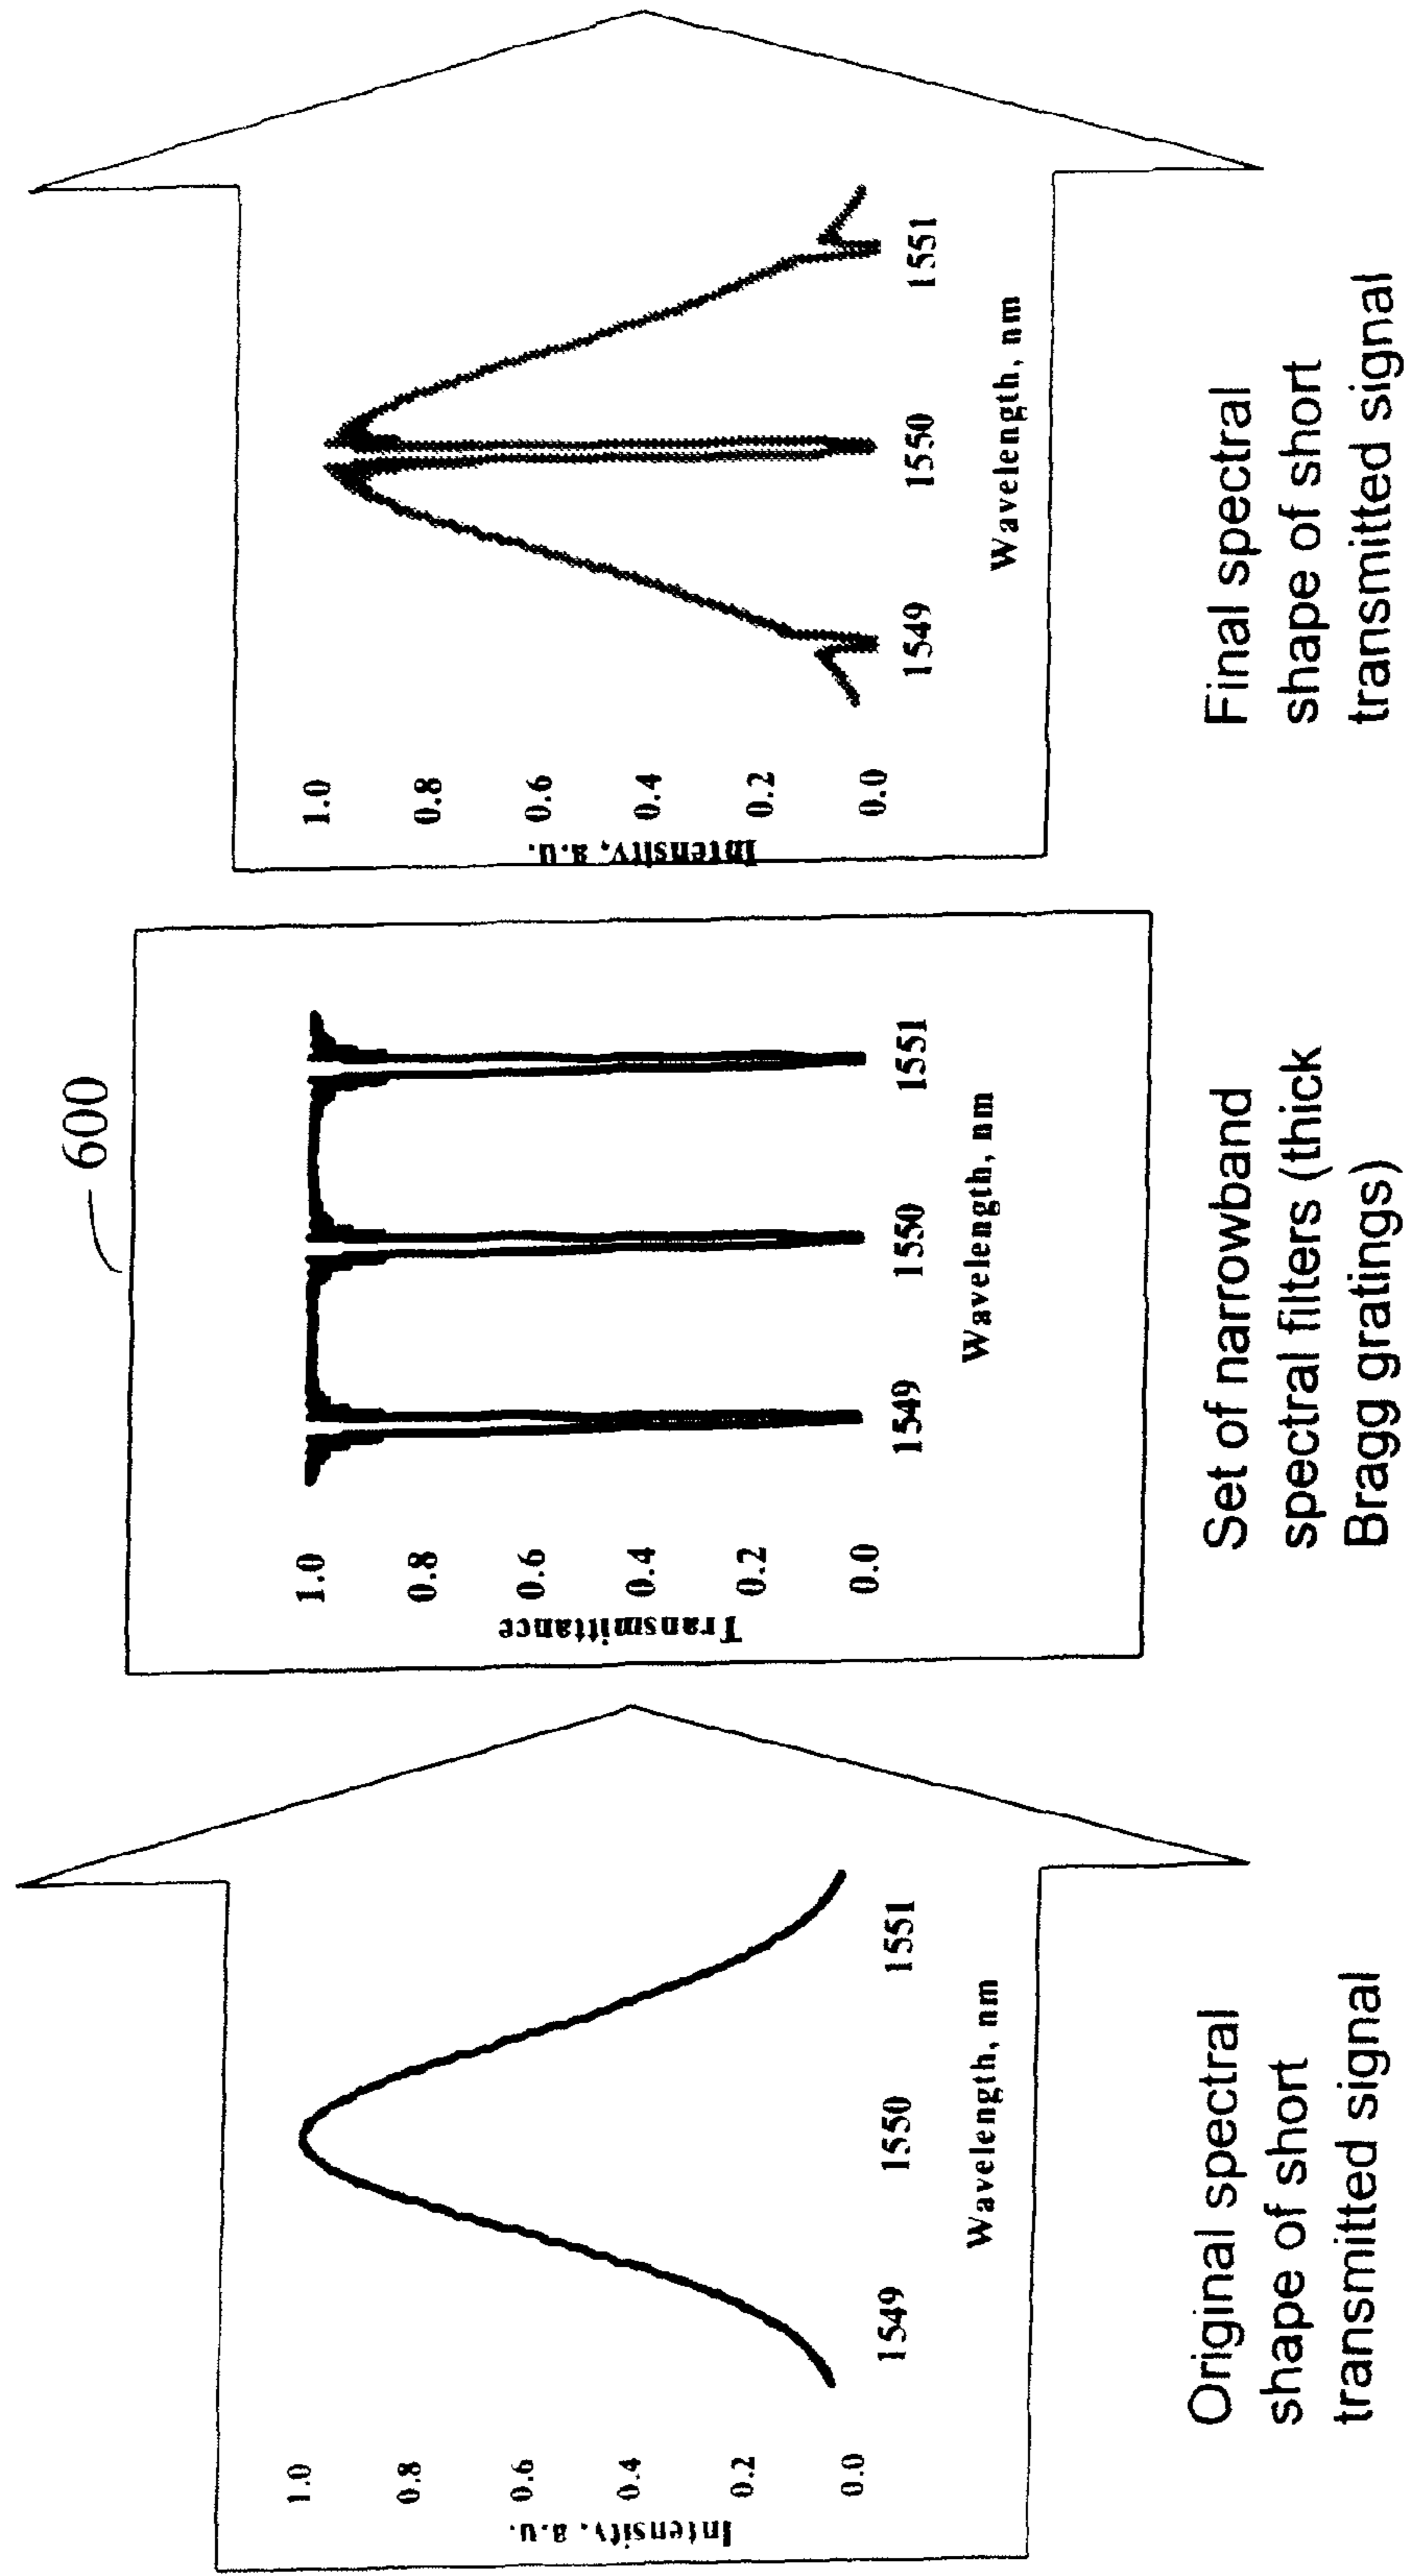 1.0
0.8
0.6
0.4
0.2
0.0
Intensity, a.u.
1549
1550
1551
Wavelength, nm
Original spectral
shape of short
transmitted signal
600
1.0
0.8
0.6
0.4
0.2
0.0
Transmittance
1549
1550
1551
Wavelength, nm
Set of narrowband
spectral filters (thick
Bragg gratings)
1.0
0.8
0.6
0.4
0.2
0.0
Intensity, a.u.
1549
1550
1551
Wavelength, nm
Final spectral
shape of short
transmitted signal